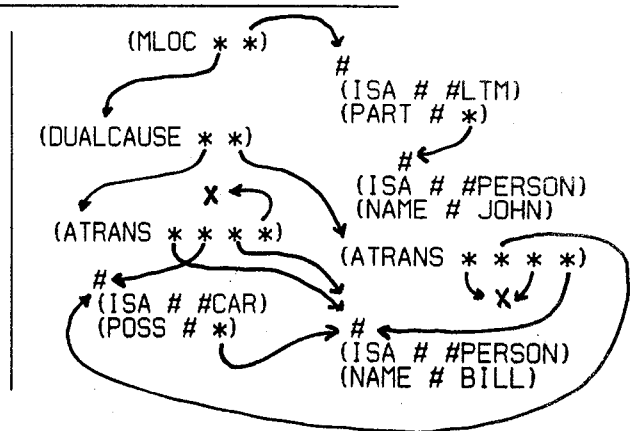 (MLOC * *)
#
(ISA # #LTM)
(PART # *)
(DUALCAUSE * *)
#
(ISA # #PERSON)
(NAME # JOHN)
X
(ATRANS * * * *)
(ATRANS * * * *)
X
#
(ISA # #CAR)
(POSS # *)
#
(ISA # #PERSON)
(NAME # BILL)